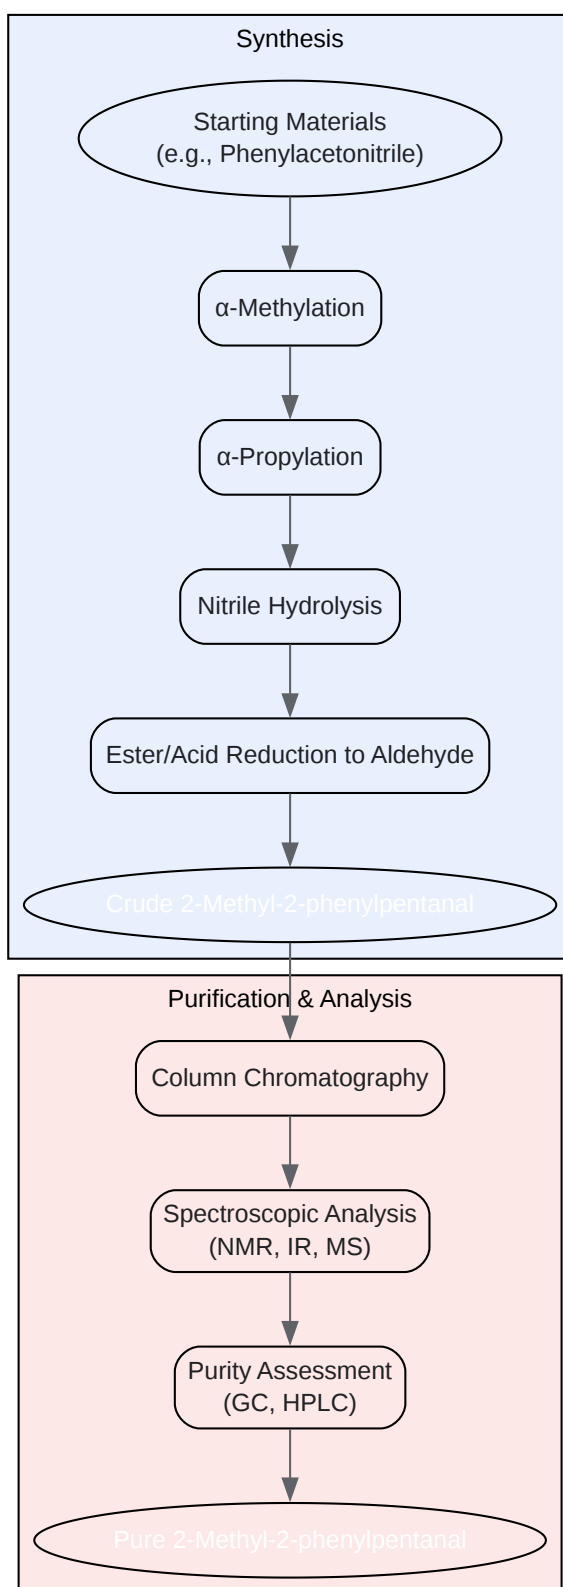 Synthesis
Starting Materials
(e.g., Phenylacetonitrile)
α-Methylation
α-Propylation
Nitrile Hydrolysis
Ester/Acid Reduction to Aldehyde
Crude 2-Methyl-2-phenylpentanal
Purification & Analysis
Column Chromatography
Spectroscopic Analysis
(NMR, IR, MS)
Purity Assessment
(GC, HPLC)
Pure 2-Methyl-2-phenylpentanal